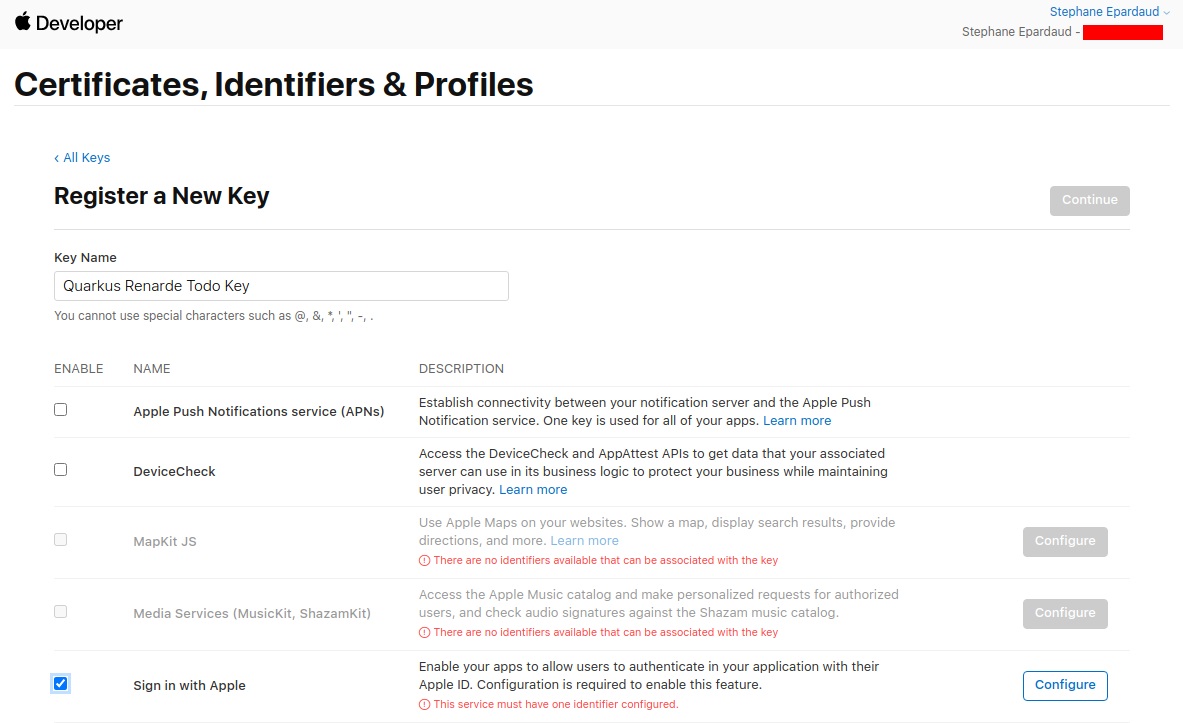 Developer
Stephane Epardaud
Stephane Epardaud -
Certificates, Identifiers & Profiles
‹ All Keys
Register a New Key
Continue
Key Name
Quarkus Renarde Todo Key
You cannot use special characters such as @, &, *, ', ", -, .
ENABLE NAME DESCRIPTION
Apple Push Notifications service (APNs)
Establish connectivity between your notification server and the Apple Push
Notification service. One key is used for all of your apps. Learn more
DeviceCheck
Access the DeviceCheck and AppAttest APIs to get data that your associated
server can use in its business logic to protect your business while maintaining
user privacy. Learn more
MapKit JS
Use Apple Maps on your websites. Show a map, display search results, provide
directions, and more. Learn more
There are no identifiers available that can be associated with the key
Configure
Media Services (MusicKit, ShazamKit)
Access the Apple Music catalog and make personalized requests for authorized
users, and check audio signatures against the Shazam music catalog.
There are no identifiers available that can be associated with the key
Configure
Sign in with Apple
Enable your apps to allow users to authenticate in your application with their
Apple ID. Configuration is required to enable this feature.
This service must have one identifier configured.
Configure